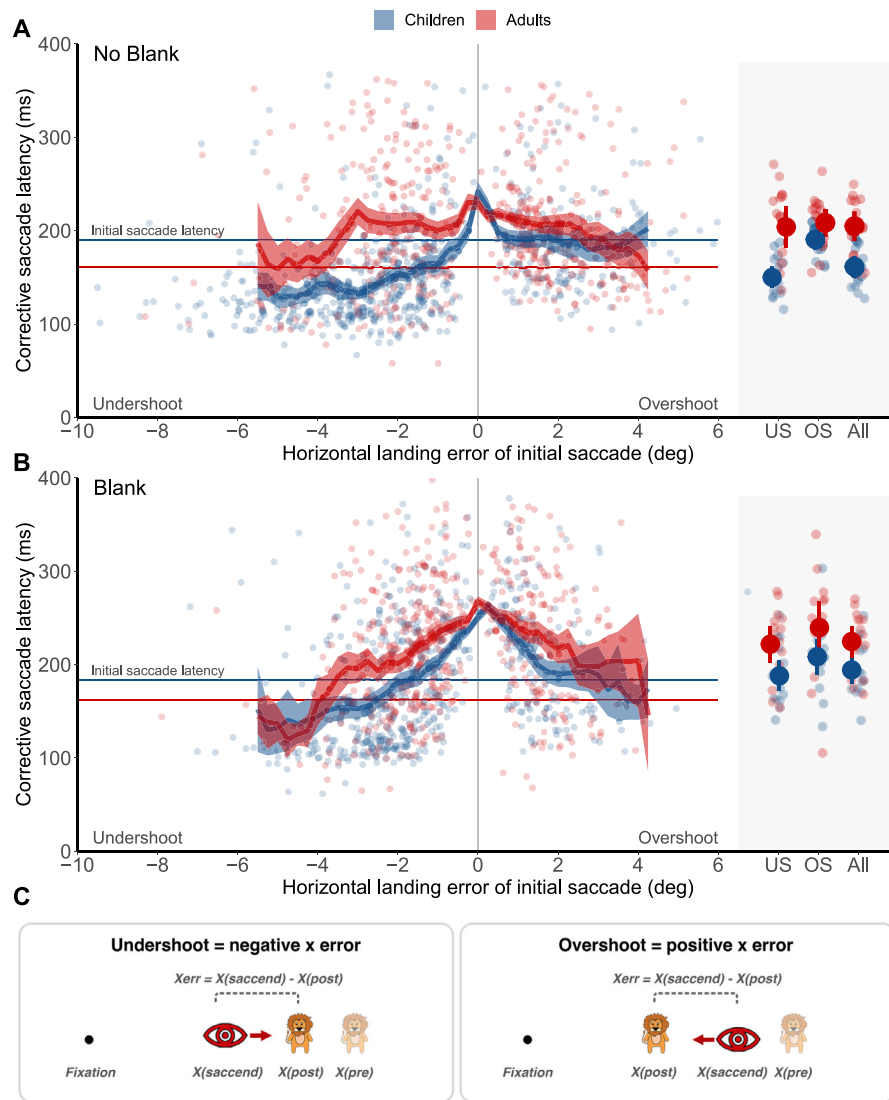 Children Adults
A
No Blank
Corrective saccade latency (ms)
400
300
200
100
0
Initial saccade latency
Undershoot
Overshoot
−10 −8 −6 −4 −2 0 2 4 6
US OS All
Horizontal landing error of initial saccade (deg)
B
Blank
Corrective saccade latency (ms)
400
300
200
100
0
Initial saccade latency
Undershoot
Overshoot
−10 −8 −6 −4 −2 0 2 4 6
US OS All
Horizontal landing error of initial saccade (deg)
C
Undershoot = negative x error
Xerr = X(saccend) - X(post)
Fixation X(saccend) X(post) X(pre)
Overshoot = positive x error
Xerr = X(saccend) - X(post)
Fixation X(post) X(saccend) X(pre)